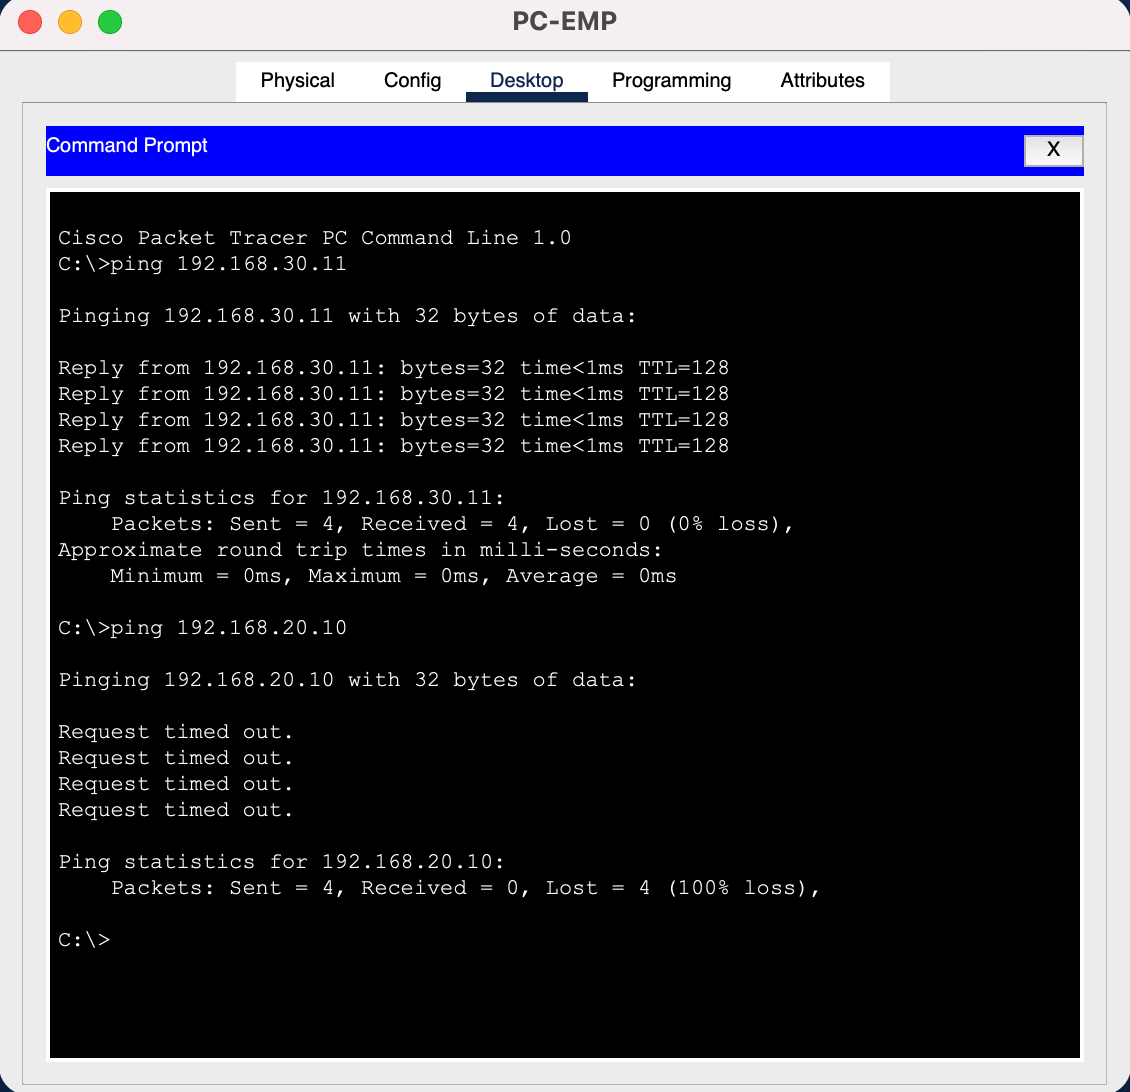 PC-EMP
Physical Config Desktop Programming Attributes
Command Prompt
X
Cisco Packet Tracer PC Command Line 1.0
C:\>ping 192.168.30.11
Pinging 192.168.30.11 with 32 bytes of data:
Reply from 192.168.30.11: bytes=32 time<1ms TTL=128
Reply from 192.168.30.11: bytes=32 time<1ms TTL=128
Reply from 192.168.30.11: bytes=32 time<1ms TTL=128
Reply from 192.168.30.11: bytes=32 time<1ms TTL=128
Ping statistics for 192.168.30.11:
    Packets: Sent = 4, Received = 4, Lost = 0 (0% loss),
Approximate round trip times in milli-seconds:
    Minimum = 0ms, Maximum = 0ms, Average = 0ms
C:\>ping 192.168.20.10
Pinging 192.168.20.10 with 32 bytes of data:
Request timed out.
Request timed out.
Request timed out.
Request timed out.
Ping statistics for 192.168.20.10:
    Packets: Sent = 4, Received = 0, Lost = 4 (100% loss),
C:\>